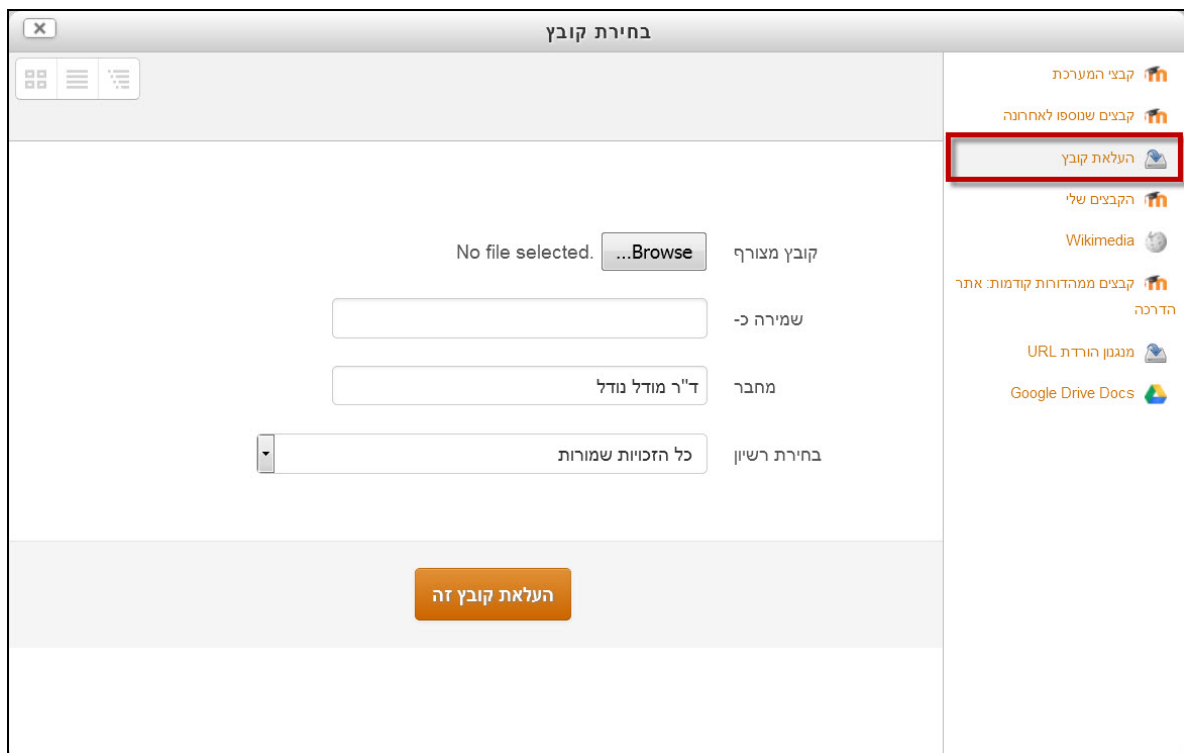 בחירת קובץ
קבצי המערכת
קבצים שנוספו לאחרונה
העלאת קובץ
הקבצים שלי
Wikimedia
קבצים ממהדורות קודמות: אתר
הדרכה
מנגנון הורדת URL
Google Drive Docs
קובץ מצורף Browse... No file selected.
שמירה כ-
מחבר ד"ר מודל נודל
בחירת רשיון כל הזכויות שמורות
העלאת קובץ זה